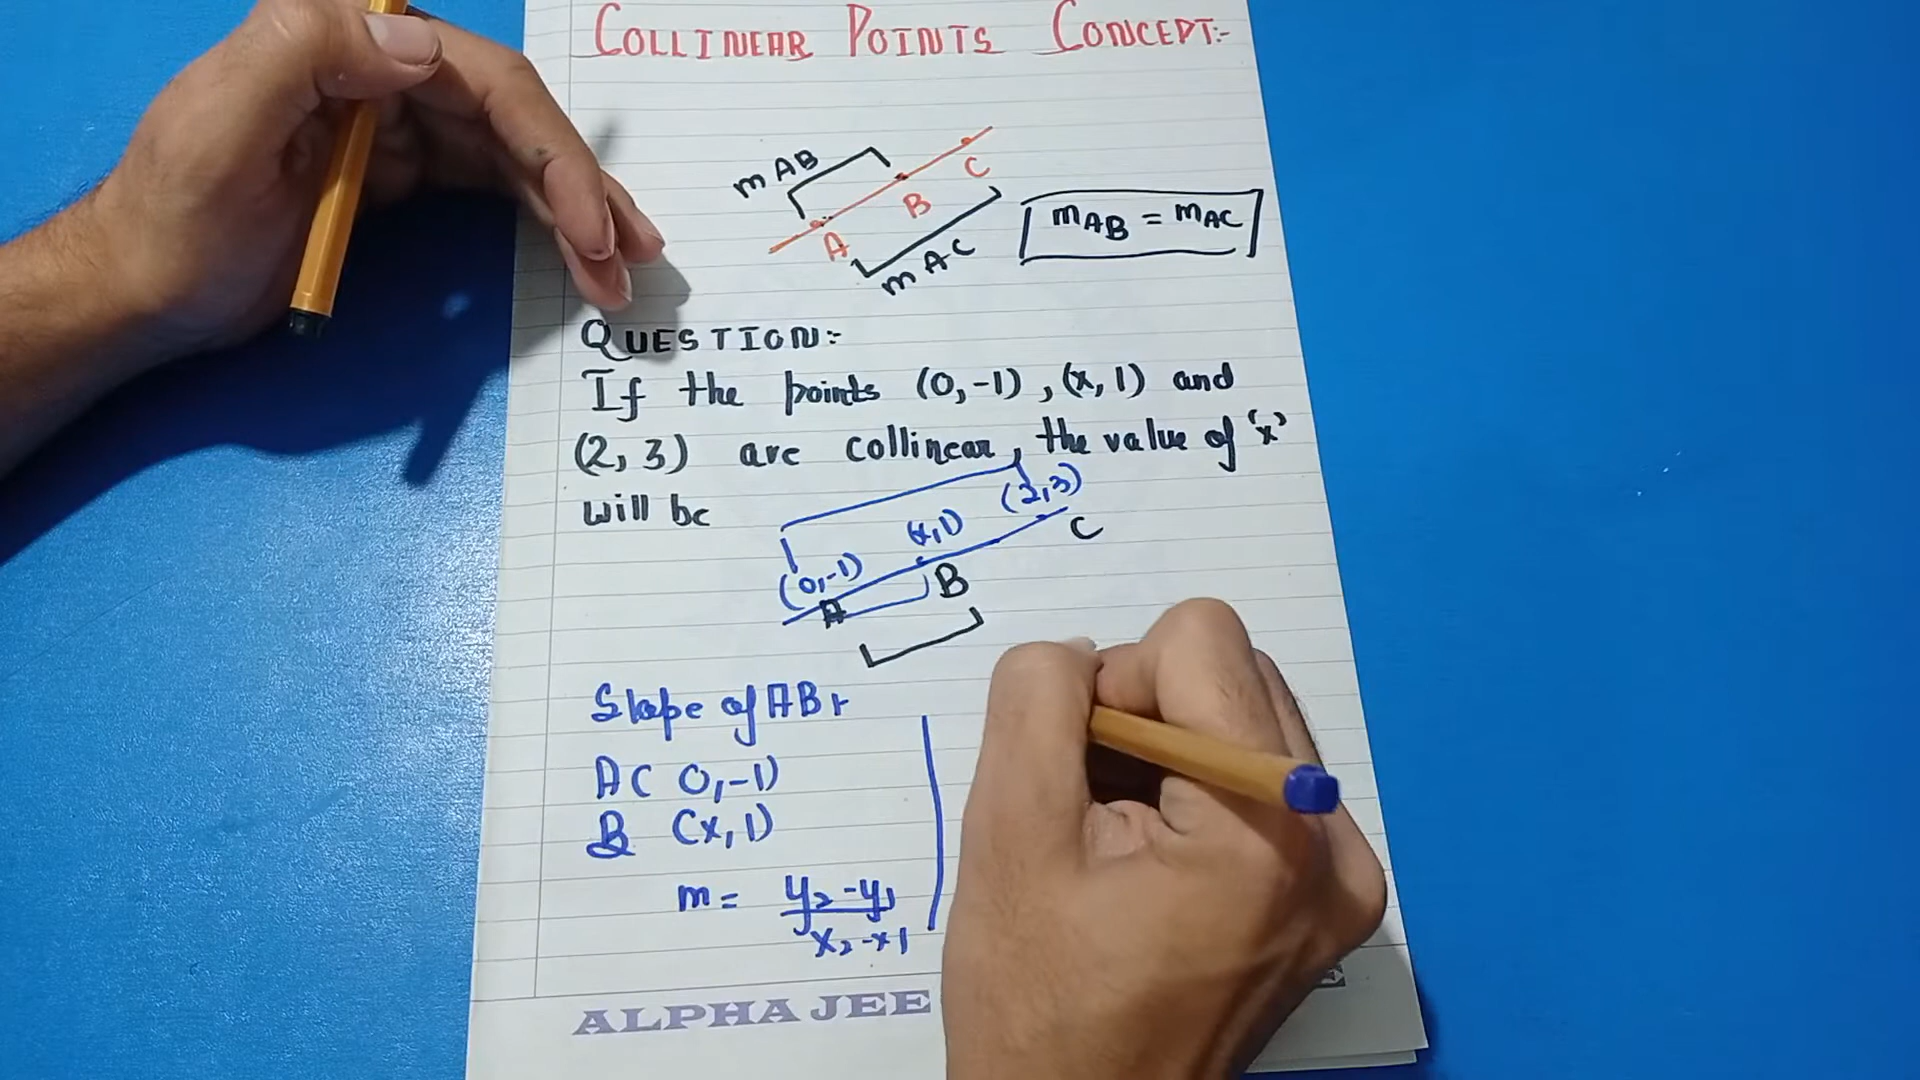 COLLINEAR POINTS CONCEPT:-
m AB
C
B
A
m AC
mAB = mAC
QUESTION:-
If the points (0,-1), (x, 1) and
(2, 3) are collinear, the value of 'x'
will be
(2,3)
(x,1)
C
(0,-1)
B
A
Slope of AB
A( 0,-1)
B (x, 1)
m = y2 - y1
x2 - x1
ALPHA JEE